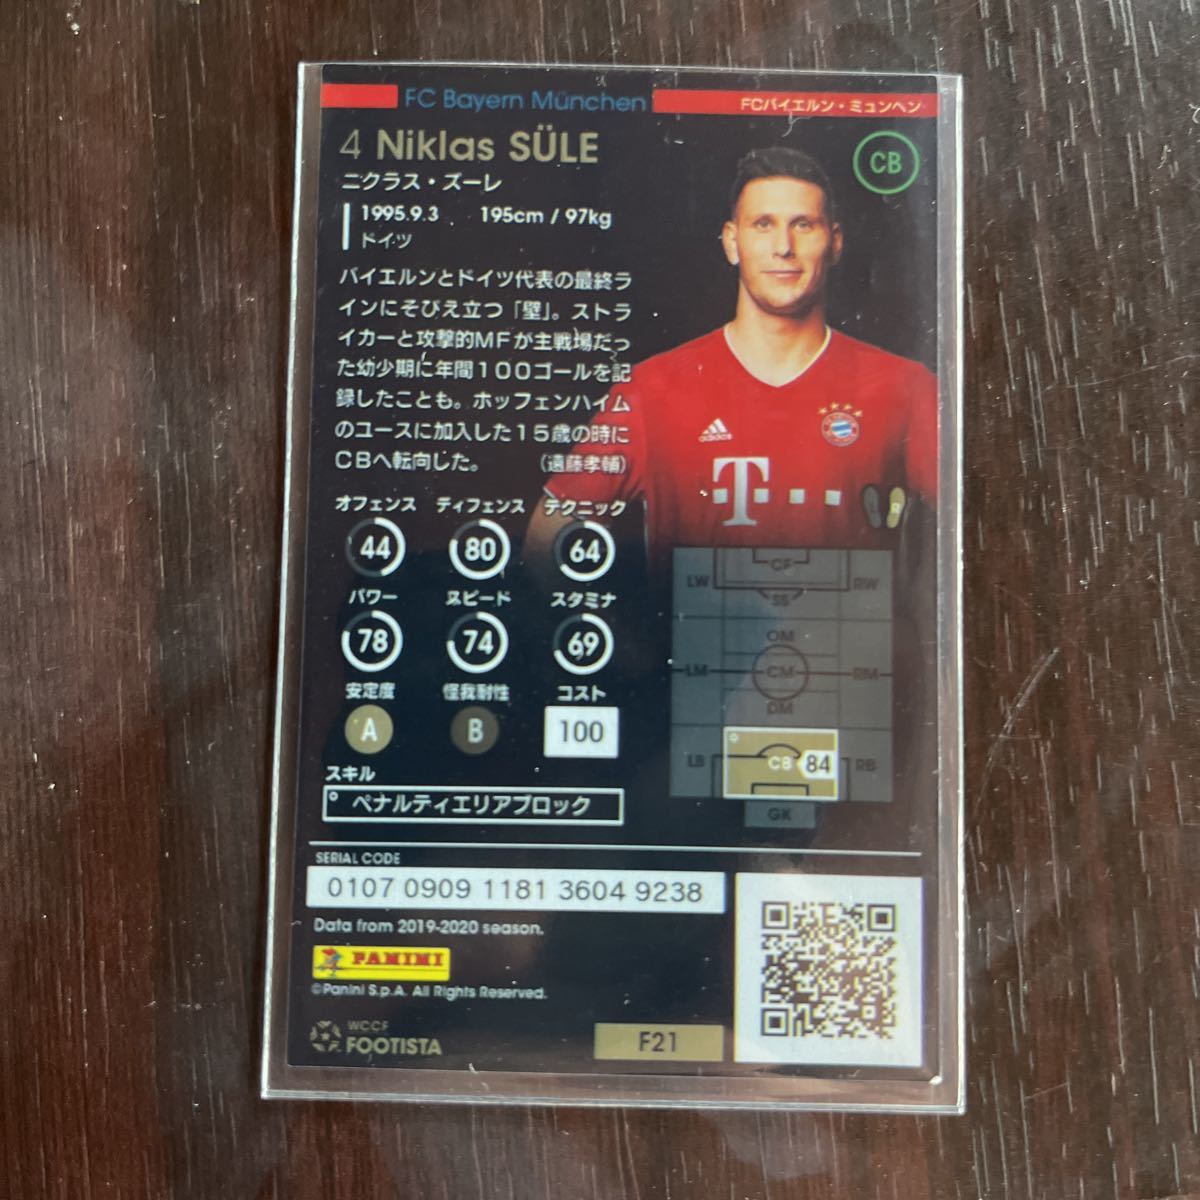 FC Bayern München
FCバイエルン・ミュンヘン
4 Niklas SÜLE
CB
ニクラス・ズーレ
1995.9.3 195cm / 97kg
ドイツ
バイエルンとドイツ代表の最終ラ
インにそびえ立つ「壁」。ストラ
イカーと攻撃的MFが主戦場だっ
た幼少期に年間100ゴールを記
録したことも。ホッフェンハイム
のユースに加入した15歳の時に
CBへ転向した。 (遠藤孝輔)
adidas
T
オフェンス ディフェンス テクニック
44 80 64
パワー スピード スタミナ
78 74 69
安定度 怪我耐性 コスト
A B 100
R
LW CF RW
SS
OM
LM CM RM
DM
LB CB 84 RB
GK
スキル
ペナルティエリアブロック
SERIAL CODE
0107 0909 1181 3604 9238
Data from 2019-2020 season.
PANINI
©Panini S.p.A. All Rights Reserved.
WCCF
FOOTISTA
F21